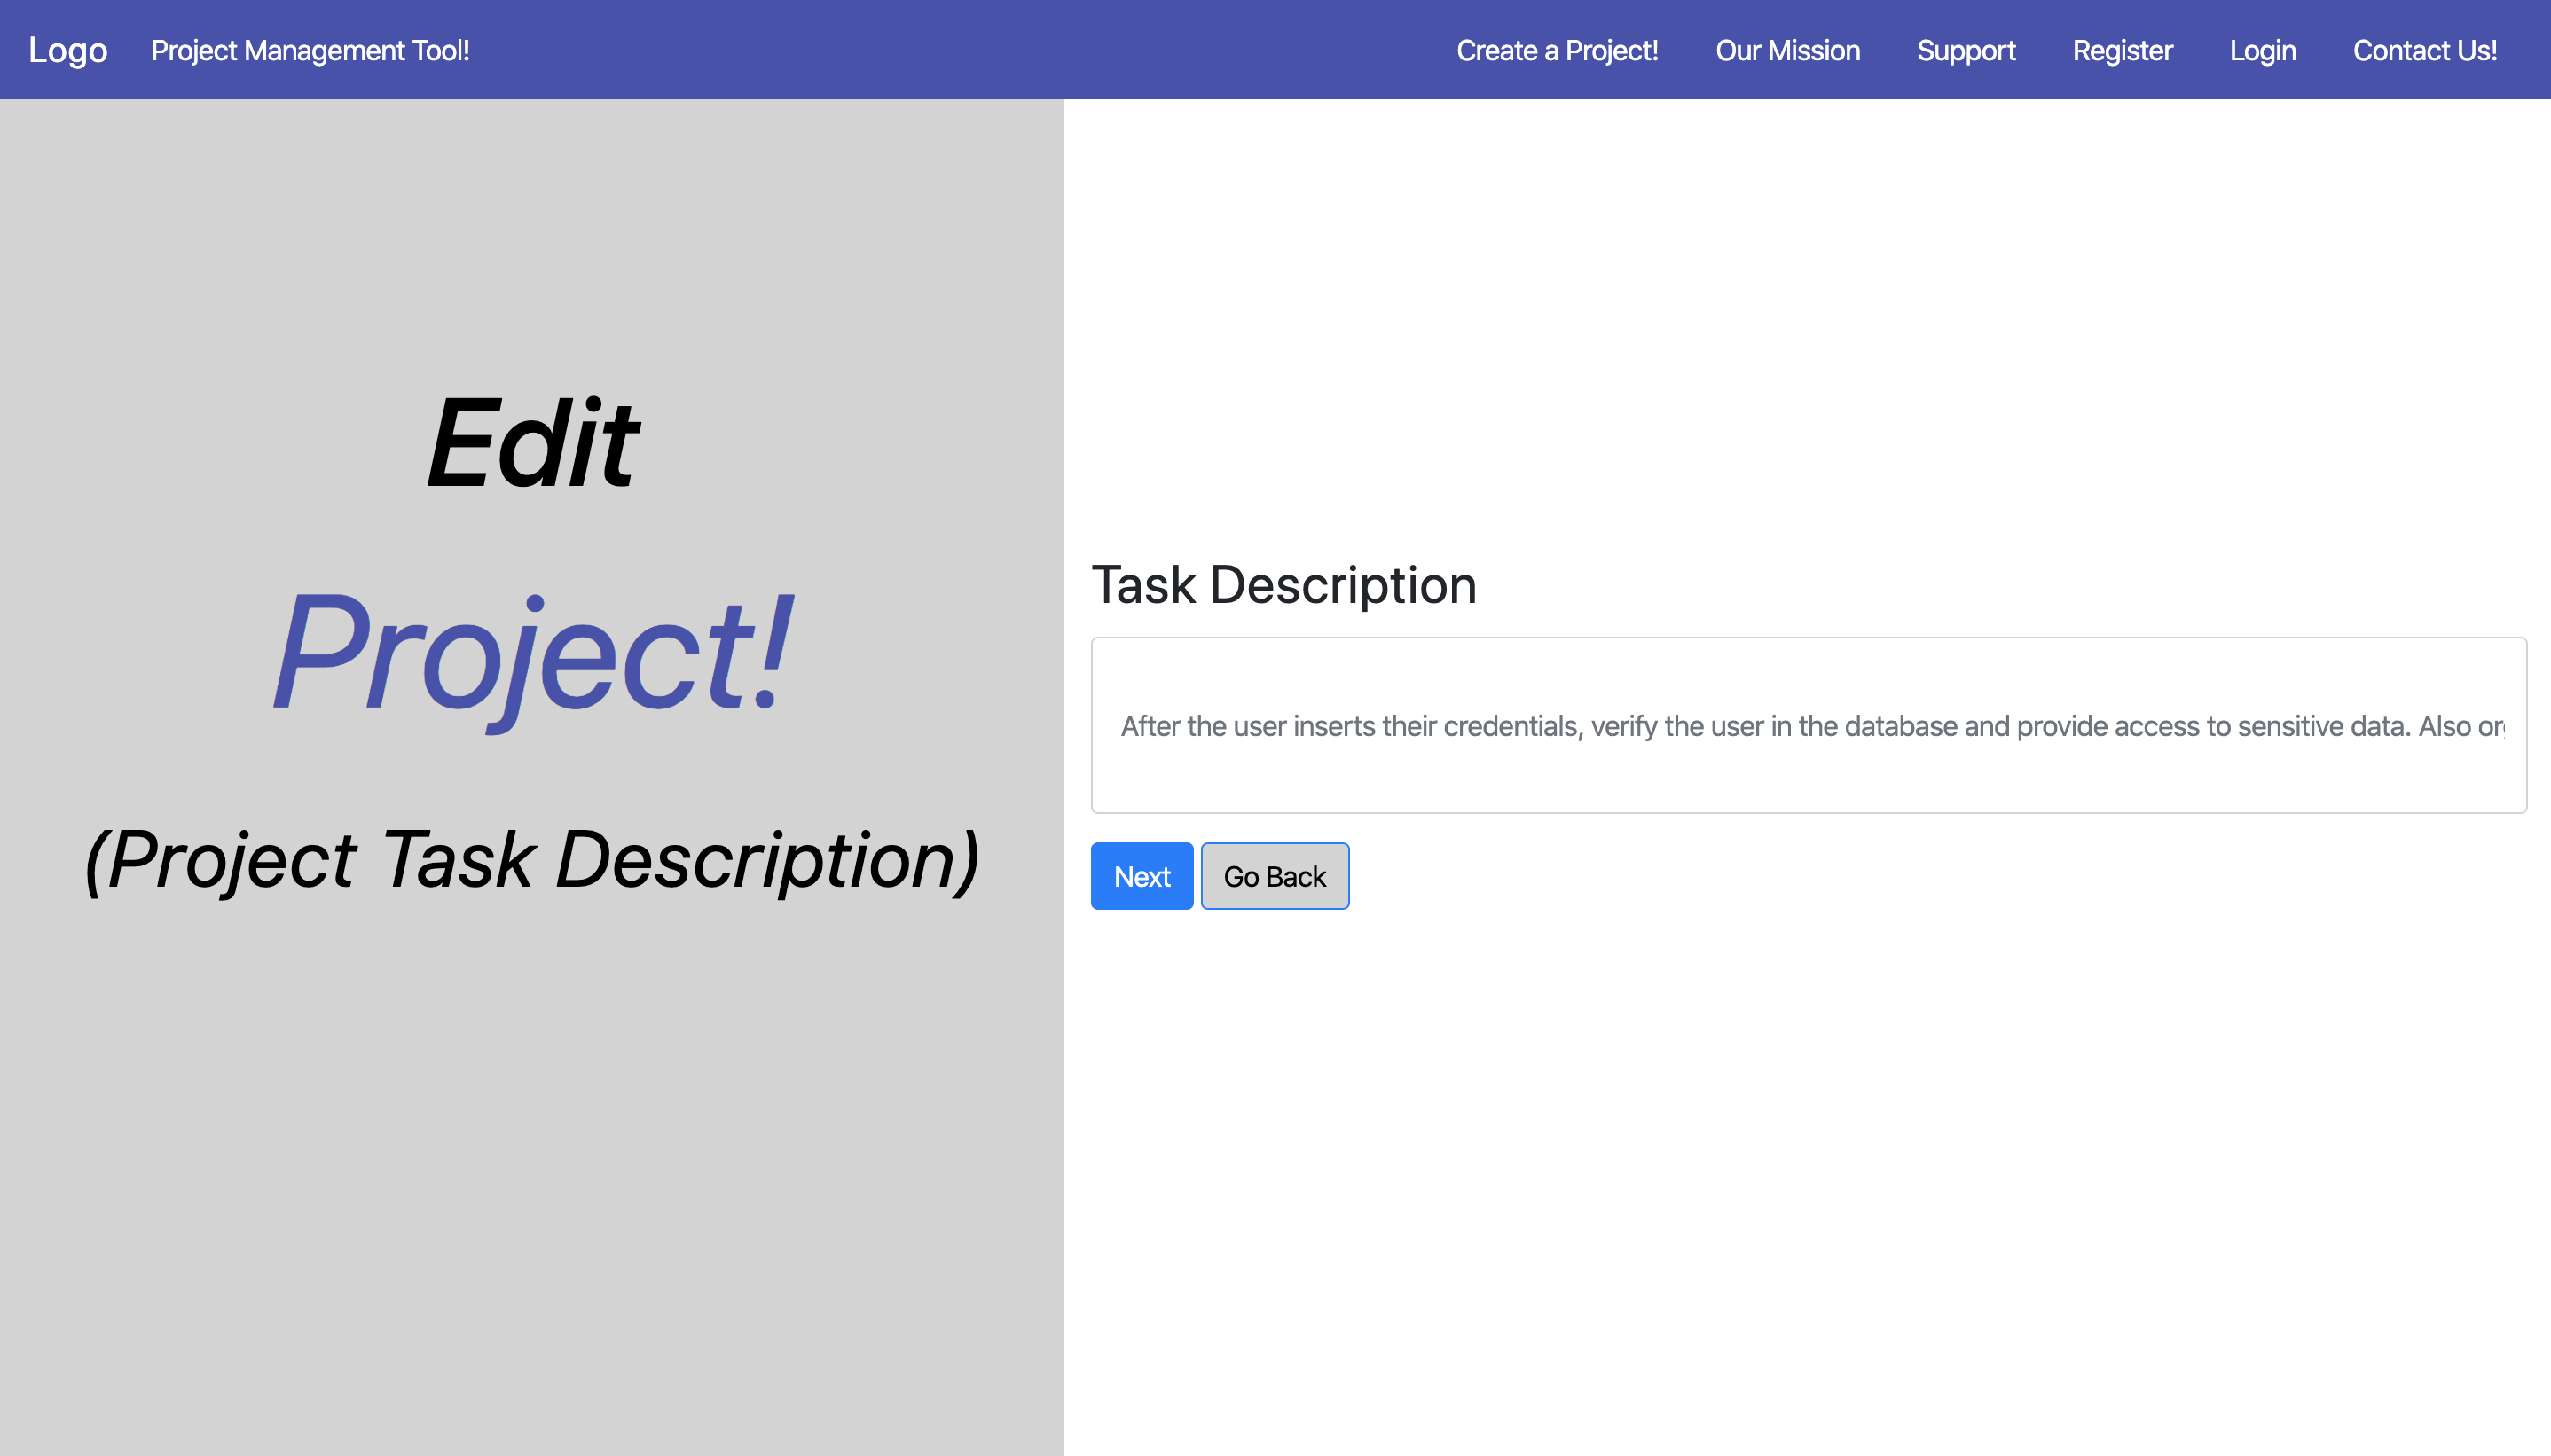 Logo Project Management Tool! Create a Project! Our Mission Support Register Login Contact Us!
Edit
Project!
(Project Task Description)
Task Description
After the user inserts their credentials, verify the user in the database and provide access to sensitive data. Also
Next Go Back